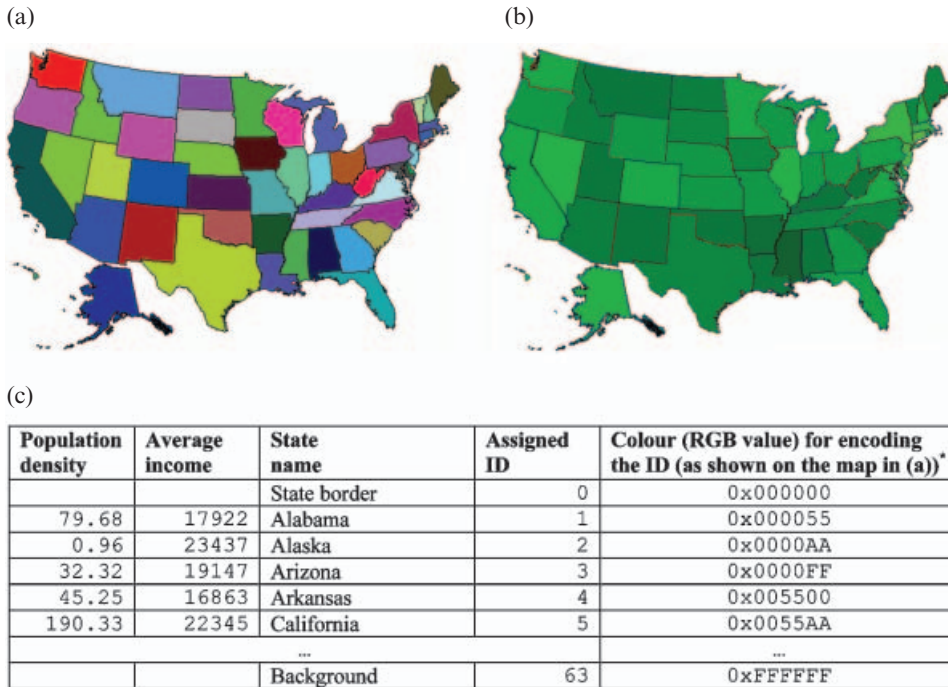 (a)
(b)
(c)
Population density Average income State name Assigned ID Colour (RGB value) for encoding the ID (as shown on the map in (a))*
State border 0 0x000000
79.68 17922 Alabama 1 0x000055
0.96 23437 Alaska 2 0x0000AA
32.32 19147 Arizona 3 0x0000FF
45.25 16863 Arkansas 4 0x005500
190.33 22345 California 5 0x0055AA
... ...
Background 63 0xFFFFFF